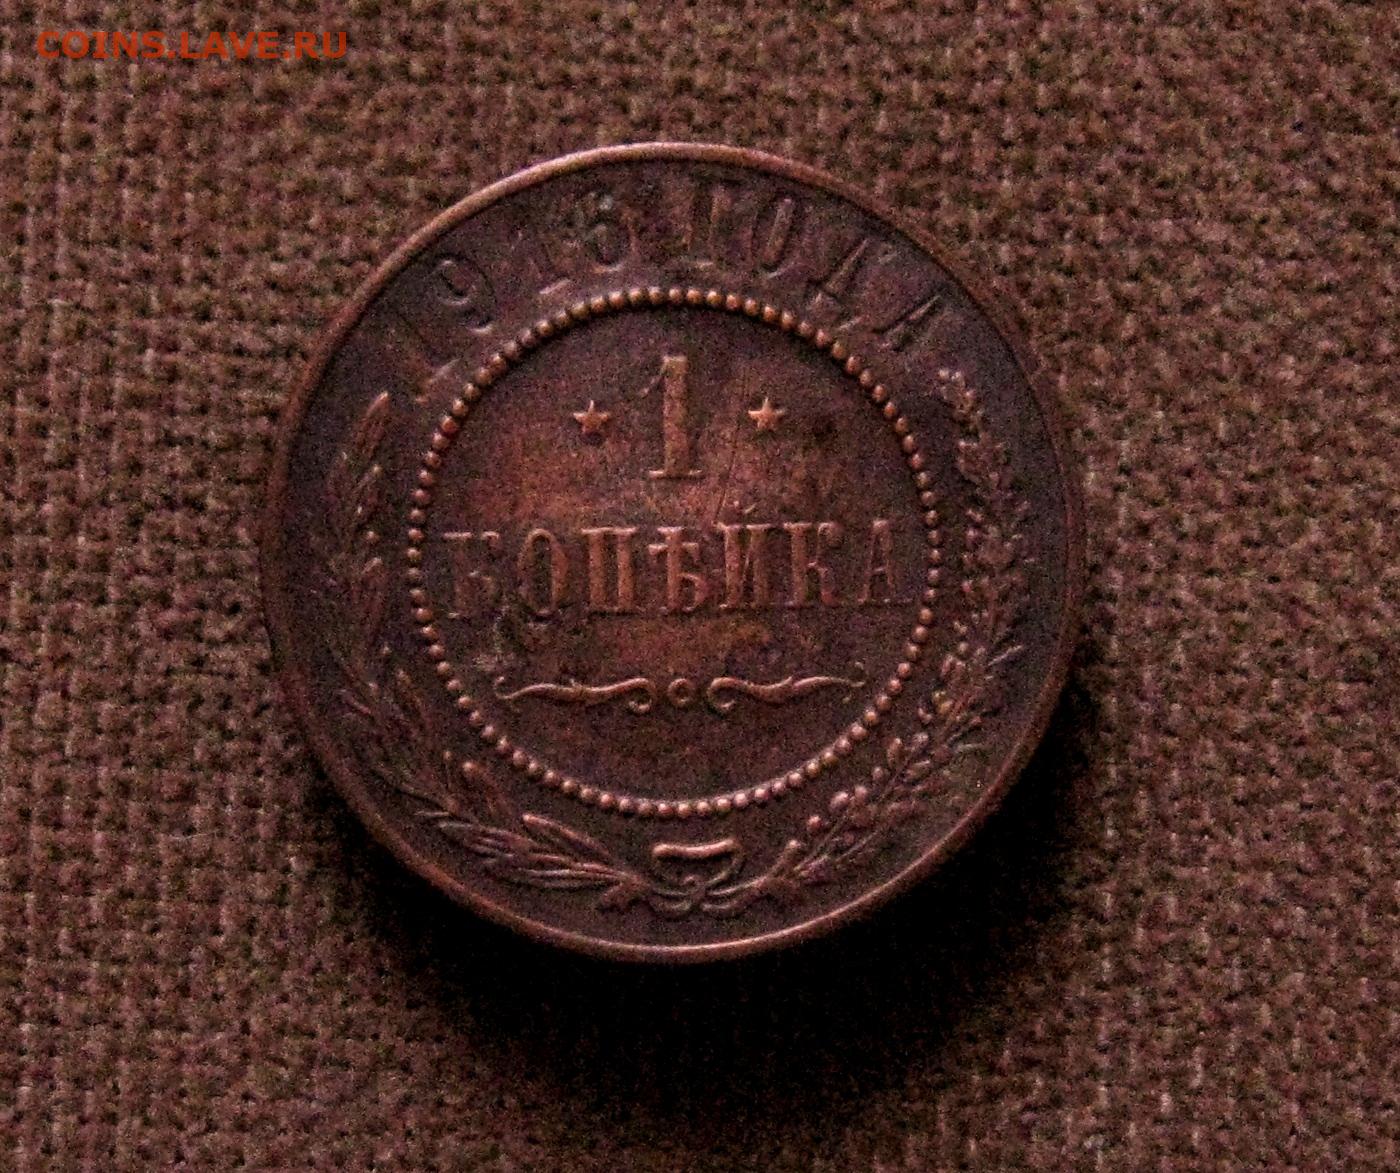 COINS.LAVE.RU
1916 ГОДА
1
КОПѢЙКА